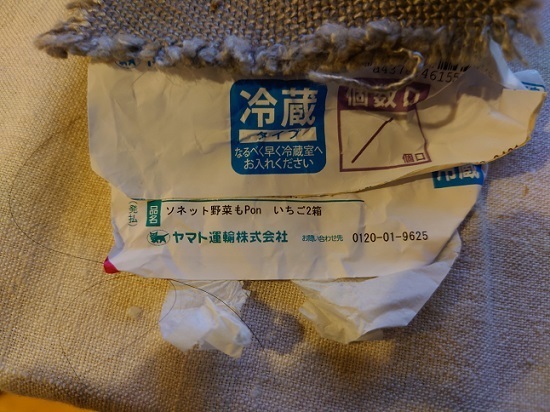 冷蔵
タイプ
なるべく早く冷蔵室へ
お入れください
個数
個口
冷蔵
(発払)
品名 ソネット野菜もPon いちご2箱
ヤマト運輸株式会社 お問い合わせ先 0120-01-9625